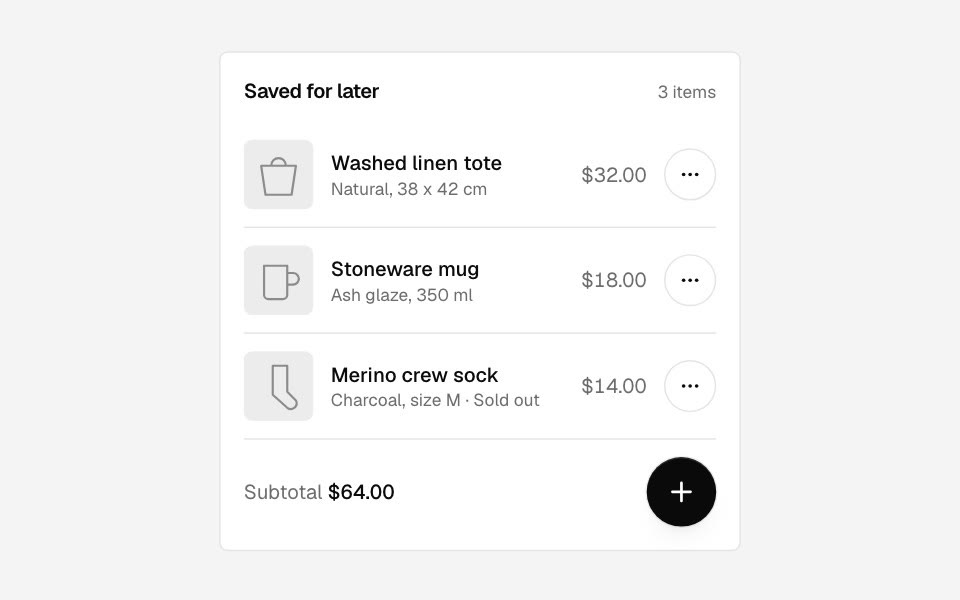 Saved for later
3 items
Washed linen tote
Natural, 38 x 42 cm
$32.00
Stoneware mug
Ash glaze, 350 ml
$18.00
Merino crew sock
Charcoal, size M · Sold out
$14.00
Subtotal $64.00